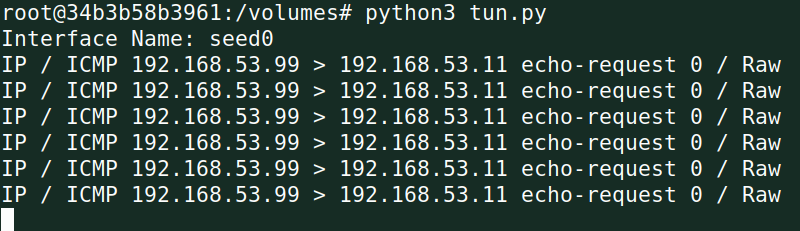 root@34b3b58b3961:/volumes# python3 tun.py
Interface Name: seed0
IP / ICMP 192.168.53.99 > 192.168.53.11 echo-request 0 / Raw
IP / ICMP 192.168.53.99 > 192.168.53.11 echo-request 0 / Raw
IP / ICMP 192.168.53.99 > 192.168.53.11 echo-request 0 / Raw
IP / ICMP 192.168.53.99 > 192.168.53.11 echo-request 0 / Raw
IP / ICMP 192.168.53.99 > 192.168.53.11 echo-request 0 / Raw
IP / ICMP 192.168.53.99 > 192.168.53.11 echo-request 0 / Raw